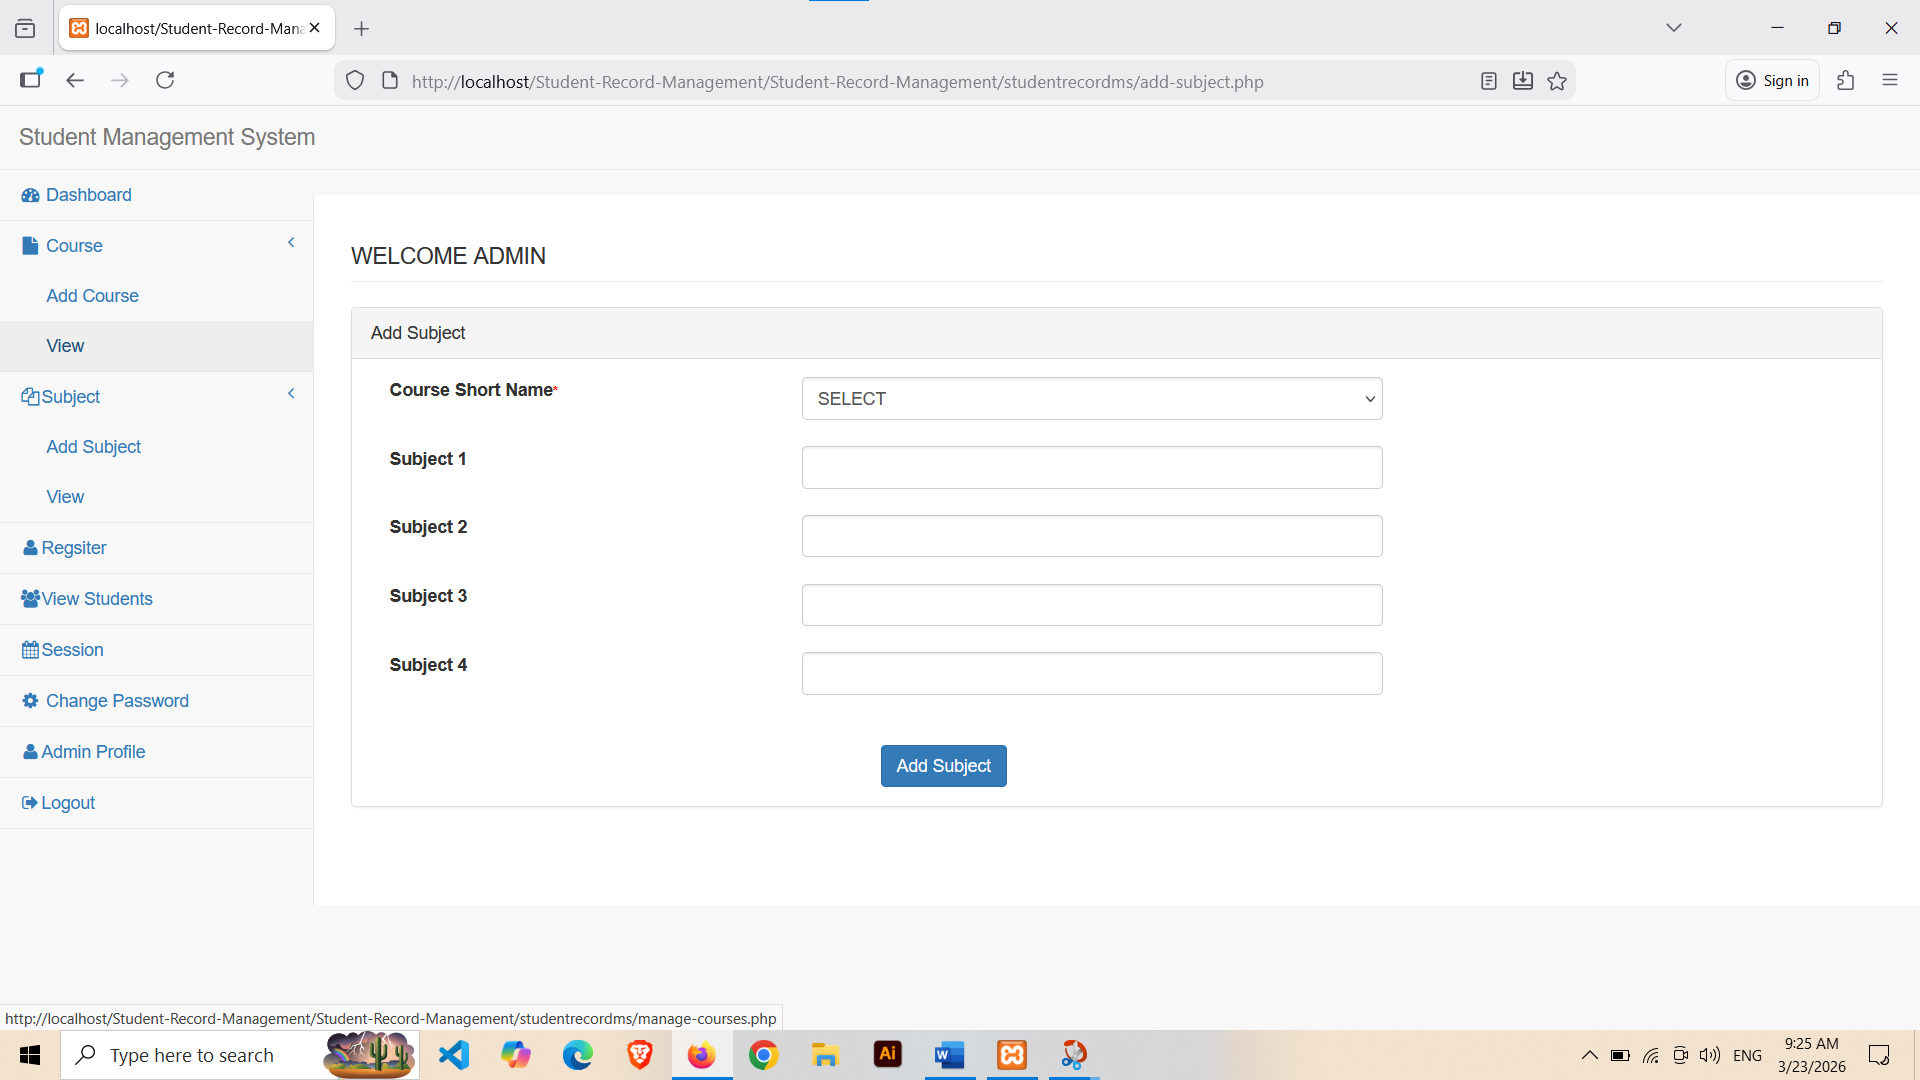 localhost/Student-Record-Mana
http://localhost/Student-Record-Management/Student-Record-Management/studentrecordms/add-subject.php
Sign in
Student Management System
Dashboard
Course
Add Course
View
Subject
Add Subject
View
Regsiter
View Students
Session
Change Password
Admin Profile
Logout
WELCOME ADMIN
Add Subject
Course Short Name*
SELECT
Subject 1
Subject 2
Subject 3
Subject 4
Add Subject
http://localhost/Student-Record-Management/Student-Record-Management/studentrecordms/manage-courses.php
Type here to search
Ai
W
ENG
9:25 AM
3/23/2026